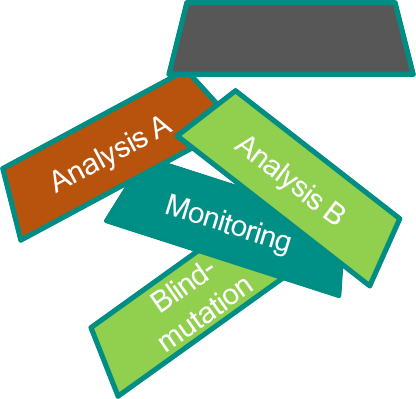 Analysis A
Analysis B
Monitoring
Blind-
mutation